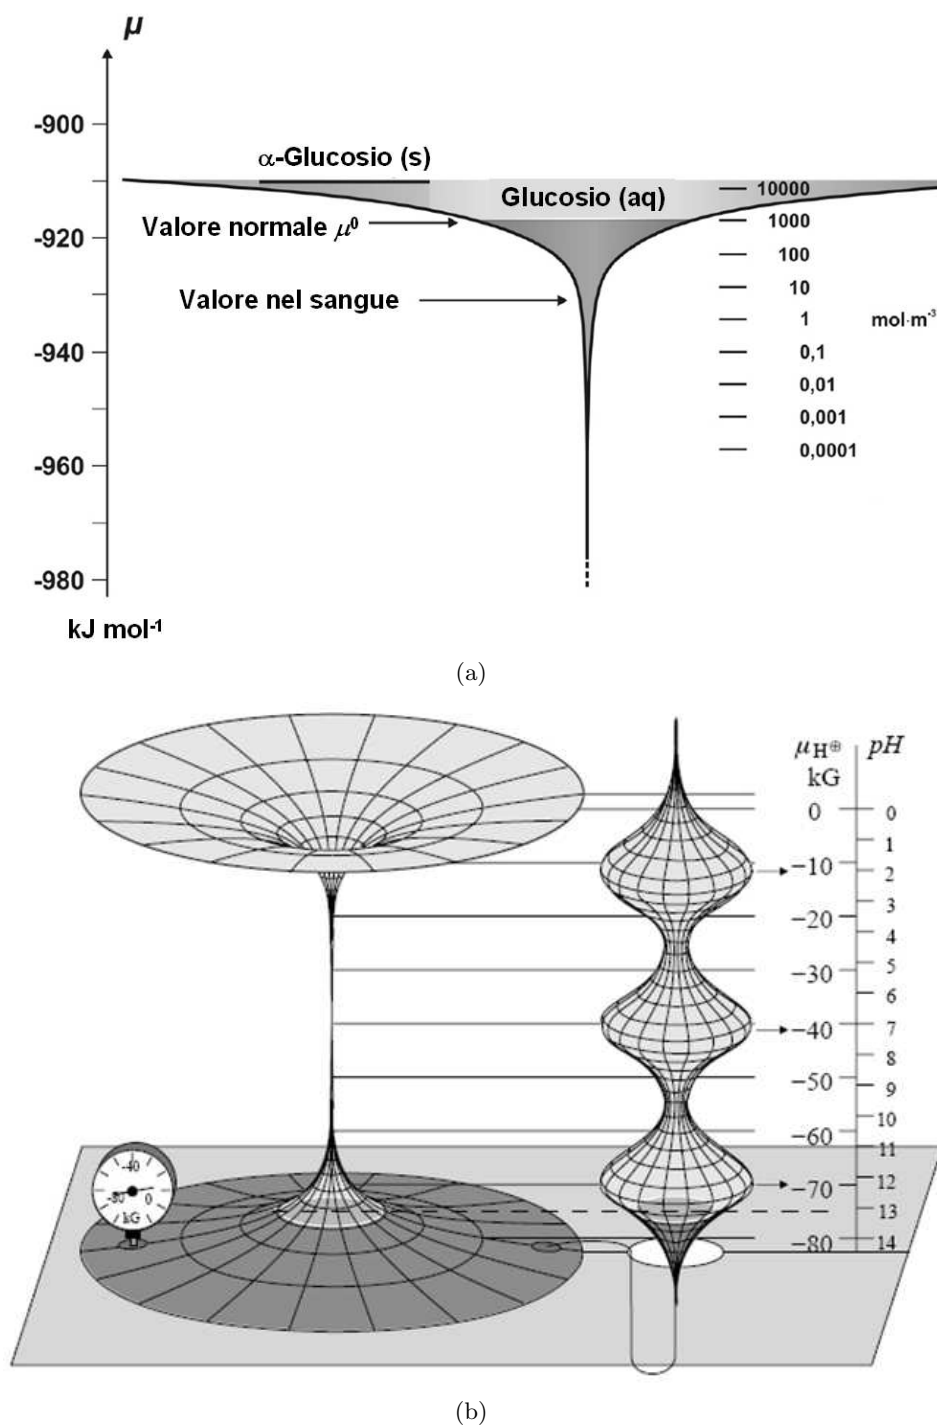 μ
-900
α-Glucosio (s)
Glucosio (aq)
10000
Valore normale μ⁰
1000
-920
100
Valore nel sangue
10
1
mol·m⁻³
-940
0,1
0,01
0,001
0,0001
-960
-980
kJ mol⁻¹
(a)
μH⊕ pH
kG
0 0
1
−10
2
3
−20
4
−30 5
6
−40 7
8
−50
9
10
−60
11
-40 12
-80 0 −70
kG 13
−80 14
(b)